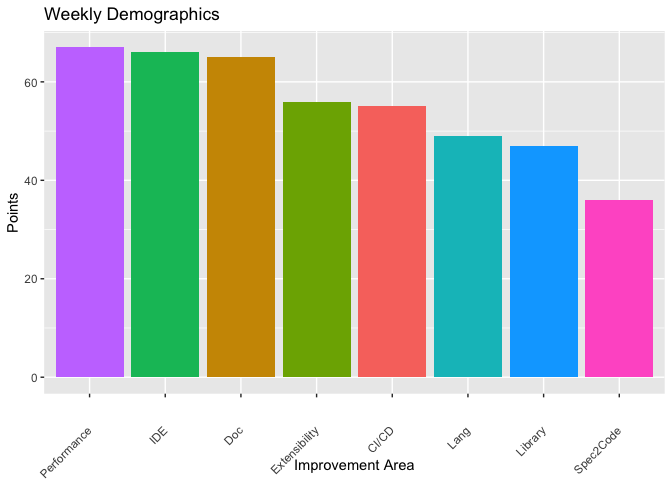 Weekly Demographics
Points
60
40
20
0
Performance
IDE
Doc
Extensibility
CI/CD
Lang
Library
Spec2Code
Improvement Area